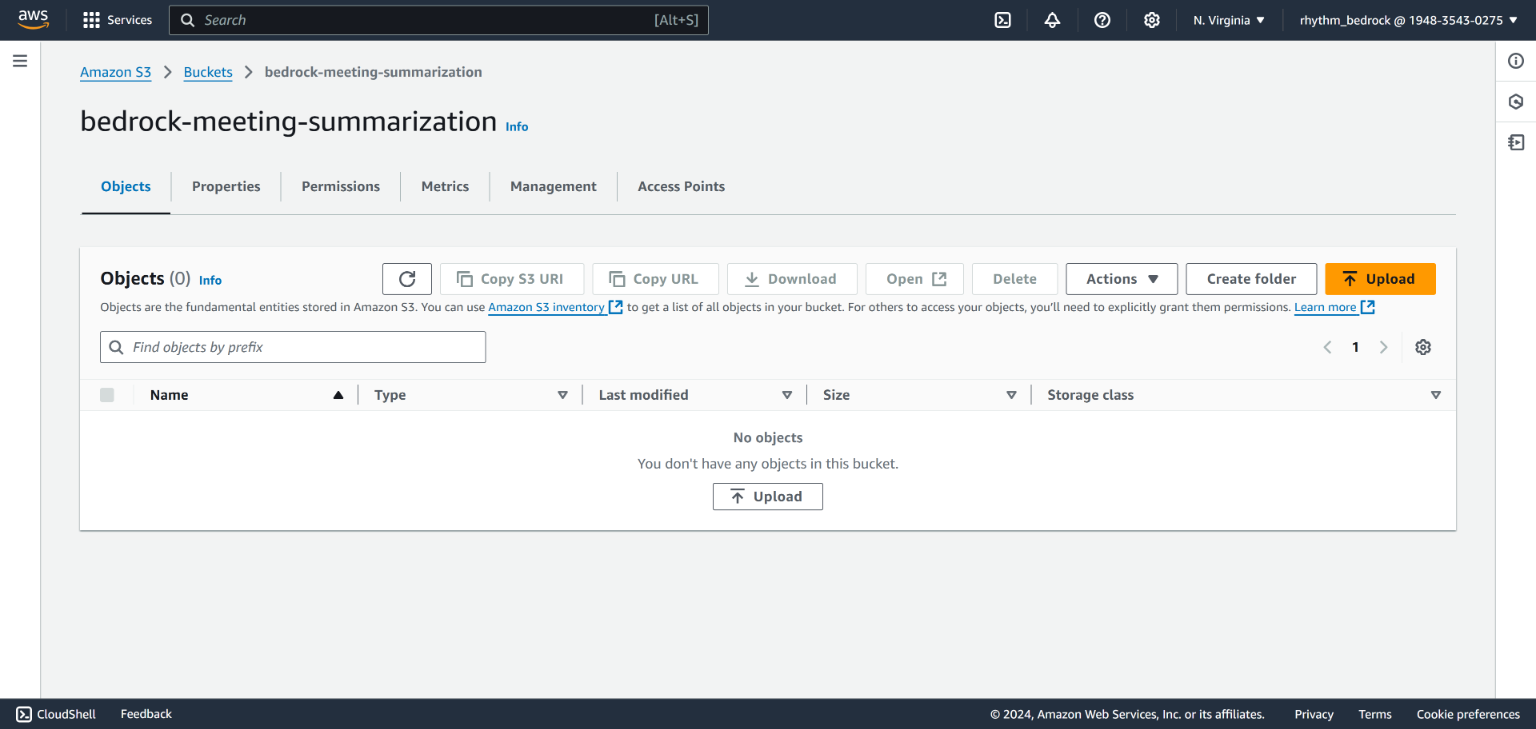 aws Services Search [Alt+S] N. Virginia ▼ rhythm_bedrock @ 1948-3543-0275 ▼
Amazon S3 > Buckets > bedrock-meeting-summarization
bedrock-meeting-summarization Info
Objects Properties Permissions Metrics Management Access Points
Objects (0) Info Copy S3 URI Copy URL Download Open Delete Actions ▼ Create folder Upload
Objects are the fundamental entities stored in Amazon S3. You can use Amazon S3 inventory to get a list of all objects in your bucket. For others to access your objects, you'll need to explicitly grant them permissions. Learn more
Find objects by prefix < 1 >
Name Type Last modified Size Storage class
No objects
You don't have any objects in this bucket.
Upload
CloudShell Feedback © 2024, Amazon Web Services, Inc. or its affiliates. Privacy Terms Cookie preferences